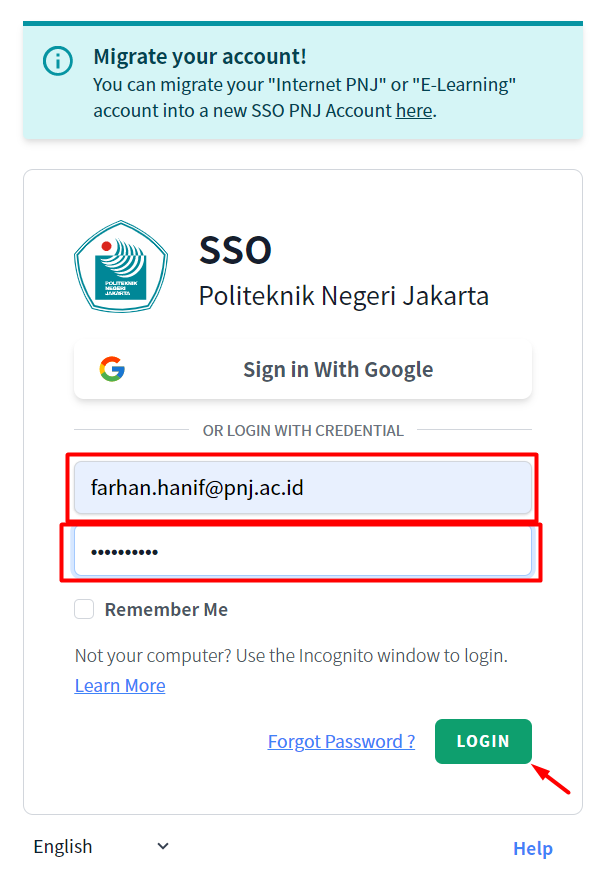 Migrate your account!
You can migrate your "Internet PNJ" or "E-Learning"
account into a new SSO PNJ Account here.
POLITEKNIK
NEGERI
JAKARTA
SSO
Politeknik Negeri Jakarta
Sign in With Google
OR LOGIN WITH CREDENTIAL
farhan.hanif@pnj.ac.id
••••••••••
Remember Me
Not your computer? Use the Incognito window to login.
Learn More
Forgot Password ?
LOGIN
English
Help